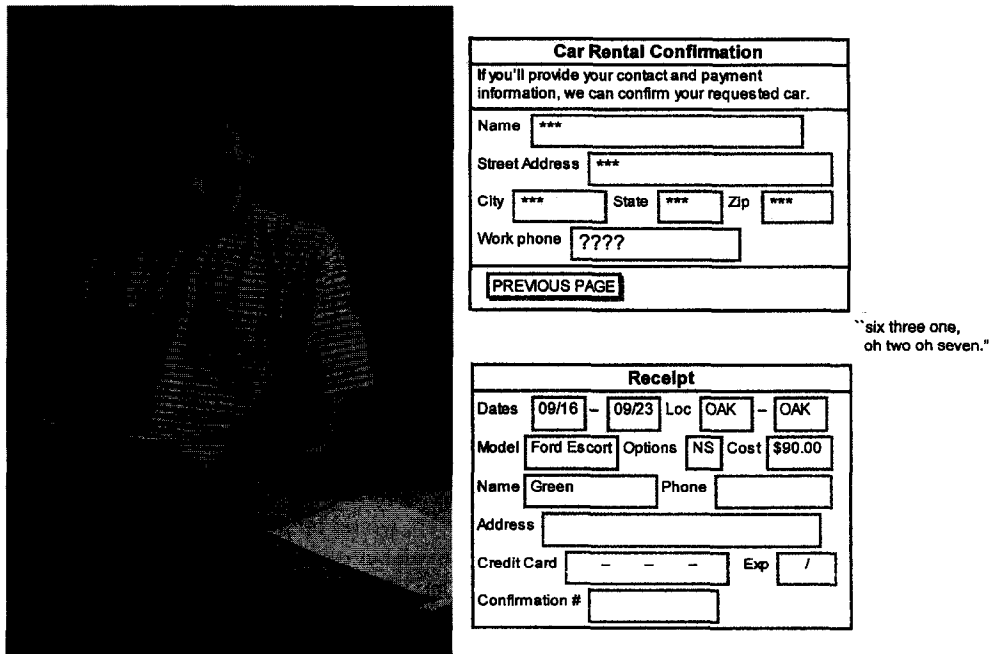 Car Rental Confirmation
If you'll provide your contact and payment
information, we can confirm your requested car.
Name ***
Street Address ***
City *** State *** Zip ***
Work phone ????
PREVIOUS PAGE
``six three one,
oh two oh seven."
Receipt
Dates 09/16 – 09/23 Loc OAK – OAK
Model Ford Escort Options NS Cost $90.00
Name Green Phone
Address
Credit Card – – – Exp /
Confirmation #